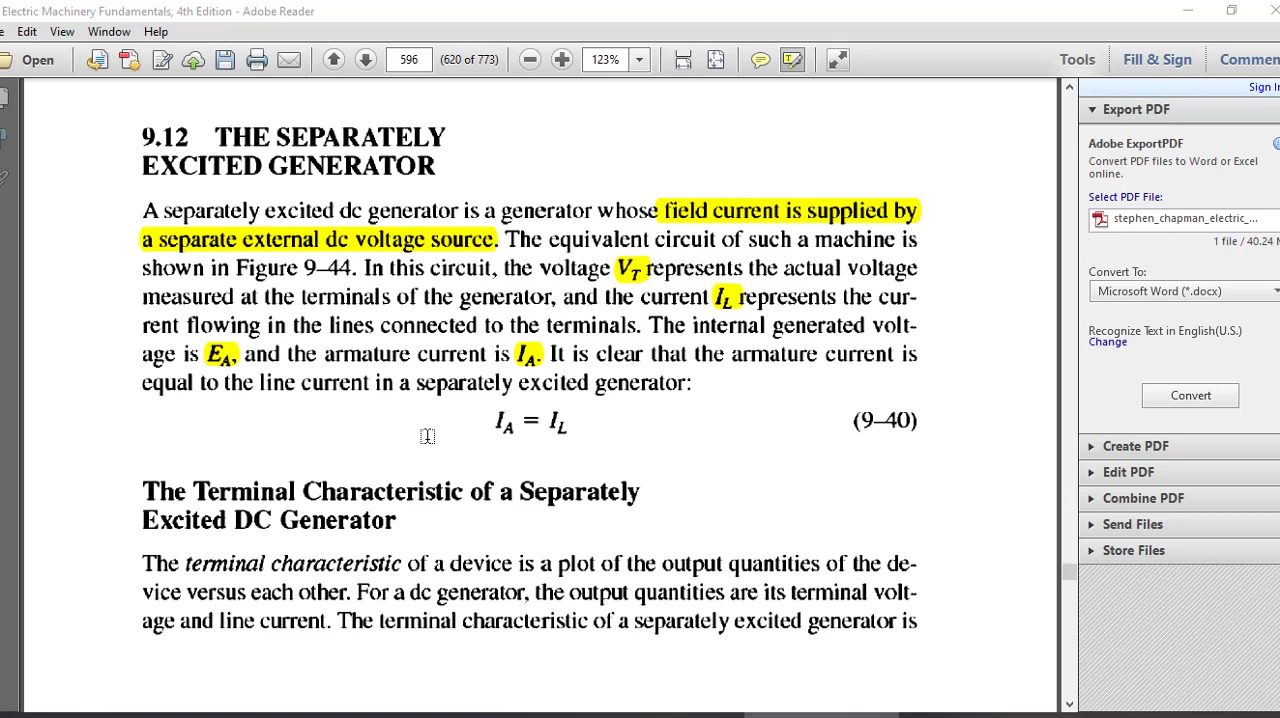 Electric Machinery Fundamentals, 4th Edition - Adobe Reader
Edit View Window Help
Open 596 (620 of 773) 123% Tools Fill & Sign
Sign
Export PDF
Adobe ExportPDF
Convert PDF files to Word or Excel
online.
Select PDF File:
stephen_chapman_electric_...
1 file / 40.24
Convert To:
Microsoft Word (*.docx)
Recognize Text in English(U.S.)
Change
Convert
Create PDF
Edit PDF
Combine PDF
Send Files
Store Files
9.12 THE SEPARATELY
EXCITED GENERATOR
A separately excited dc generator is a generator whose field current is supplied by
a separate external dc voltage source. The equivalent circuit of such a machine is
shown in Figure 9–44. In this circuit, the voltage V_T represents the actual voltage
measured at the terminals of the generator, and the current I_L represents the cur-
rent flowing in the lines connected to the terminals. The internal generated volt-
age is E_A, and the armature current is I_A. It is clear that the armature current is
equal to the line current in a separately excited generator:
I_A = I_L (9–40)
The Terminal Characteristic of a Separately
Excited DC Generator
The terminal characteristic of a device is a plot of the output quantities of the de-
vice versus each other. For a dc generator, the output quantities are its terminal volt-
age and line current. The terminal characteristic of a separately excited generator is